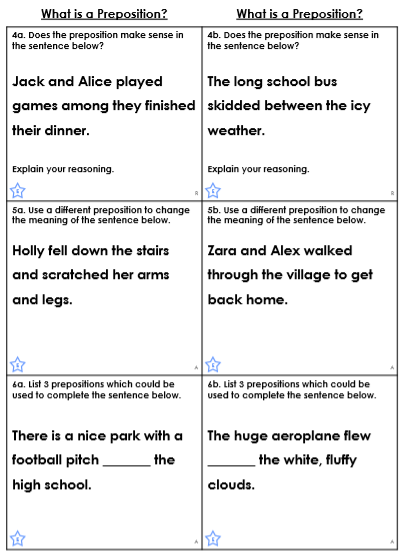 What is a Preposition?
What is a Preposition?
4a. Does the preposition make sense in
the sentence below?
Jack and Alice played
games among they finished
their dinner.
Explain your reasoning.
R
4b. Does the preposition make sense in
the sentence below?
The long school bus
skidded between the icy
weather.
Explain your reasoning.
R
5a. Use a different preposition to change
the meaning of the sentence below.
Holly fell down the stairs
and scratched her arms
and legs.
A
5b. Use a different preposition to change
the meaning of the sentence below.
Zara and Alex walked
through the village to get
back home.
A
6a. List 3 prepositions which could be
used to complete the sentence below.
There is a nice park with a
football pitch _______ the
high school.
A
6b. List 3 prepositions which could be
used to complete the sentence below.
The huge aeroplane flew
_______ the white, fluffy
clouds.
A